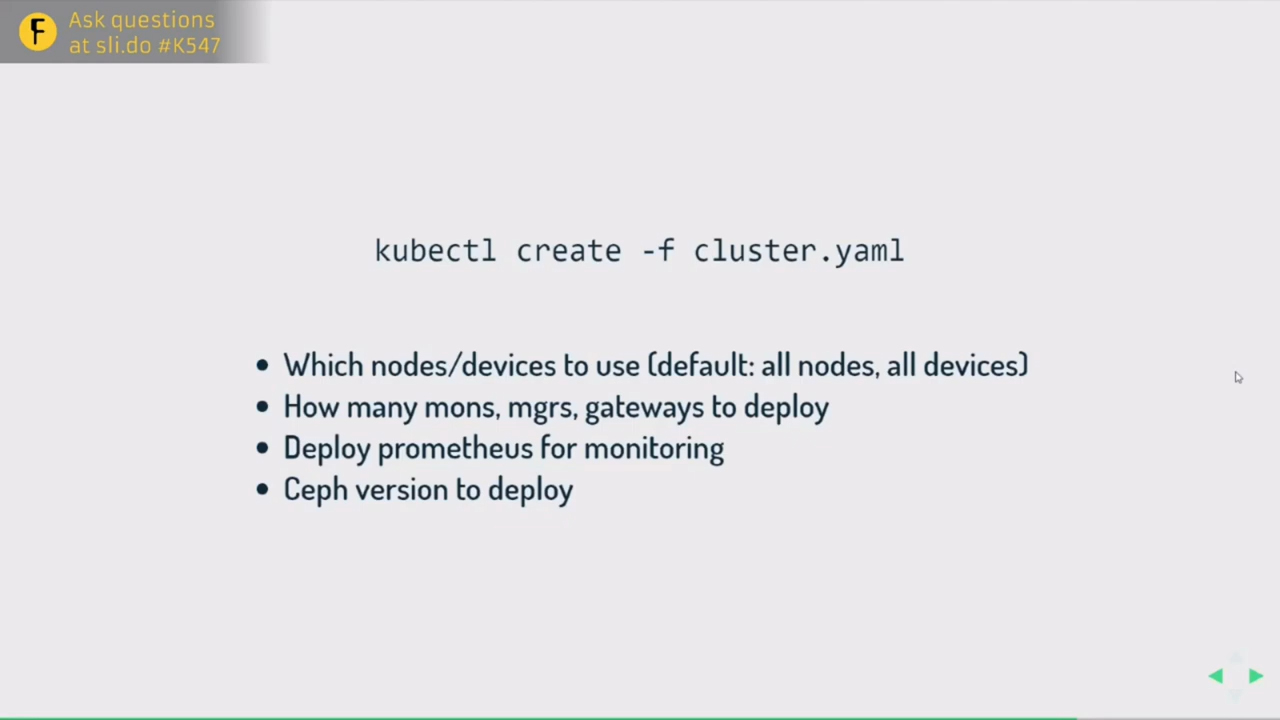 F
Ask questions
at sli.do #K547
kubectl create -f cluster.yaml
• Which nodes/devices to use (default: all nodes, all devices)
• How many mons, mgrs, gateways to deploy
• Deploy prometheus for monitoring
• Ceph version to deploy